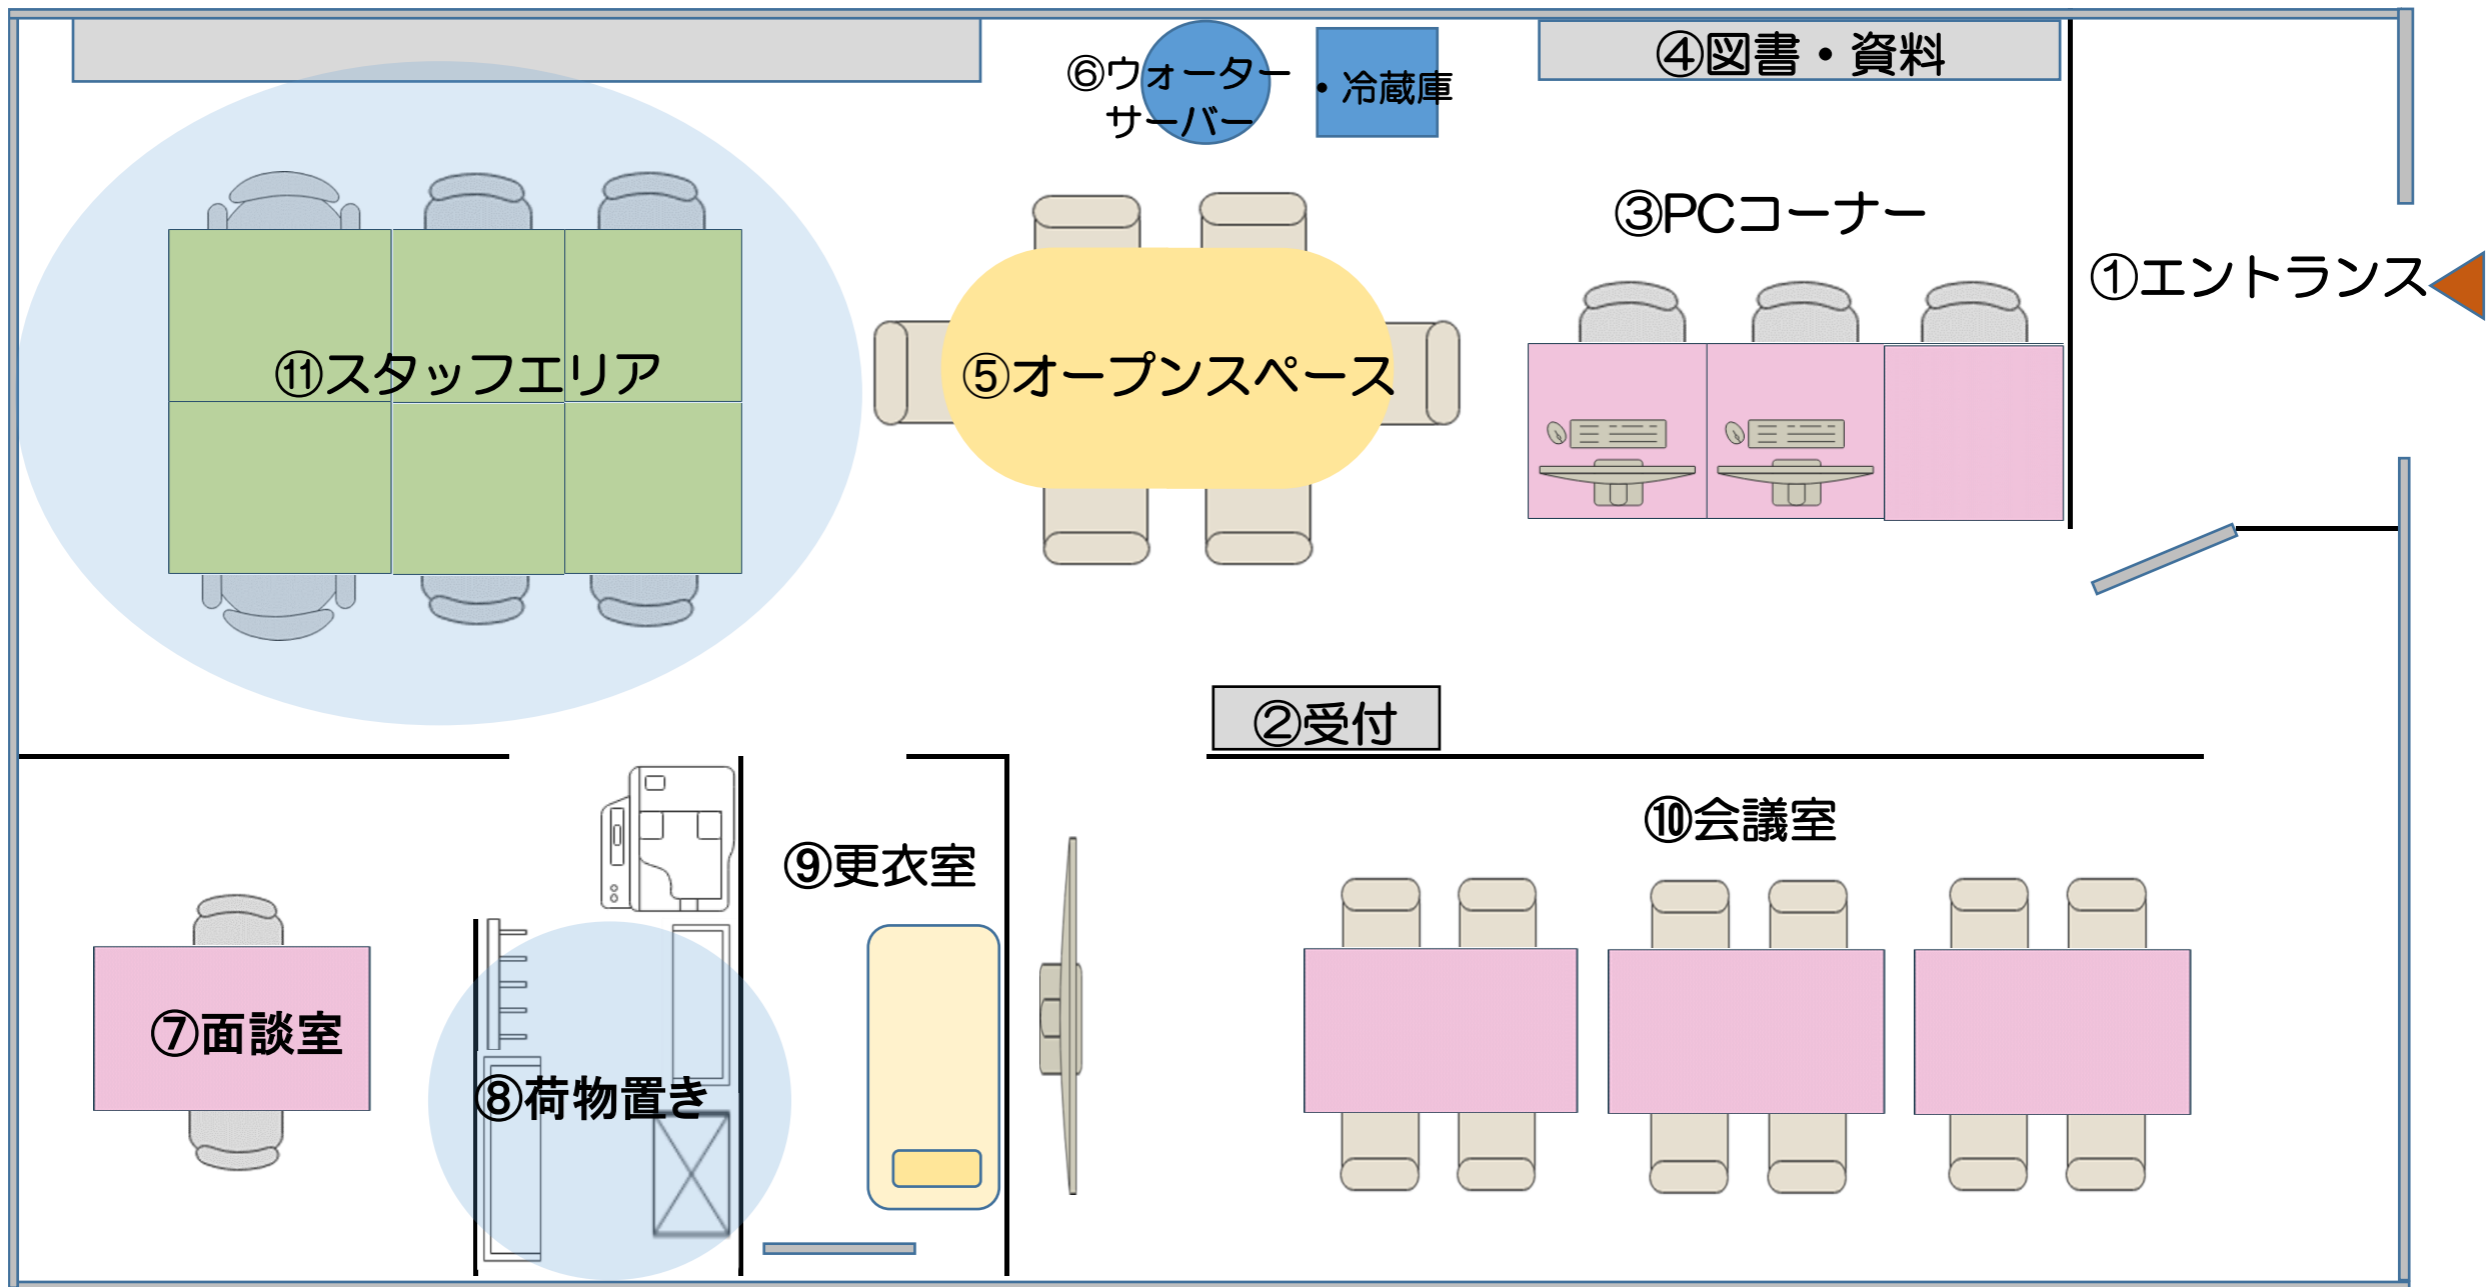 ④図書・資料
⑥ウォーター
サーバー
・冷蔵庫
③PCコーナー
①エントランス
⑪スタッフエリア
⑤オープンスペース
②受付
⑩会議室
⑨更衣室
⑦面談室
⑧荷物置き